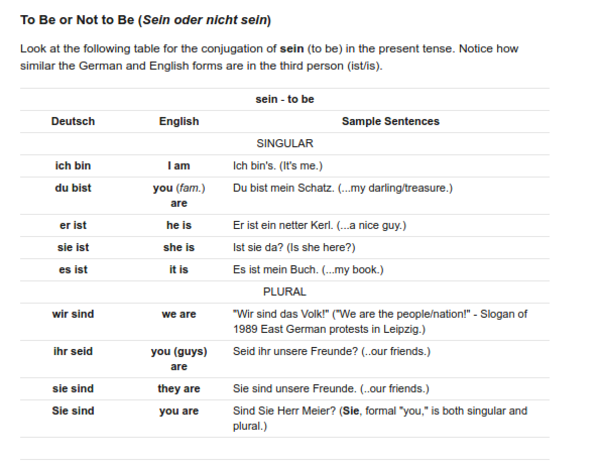 To Be or Not to Be (Sein oder nicht sein)
Look at the following table for the conjugation of sein (to be) in the present tense. Notice how
similar the German and English forms are in the third person (ist/is).
sein - to be
Deutsch English Sample Sentences
SINGULAR
ich bin I am Ich bin's. (It's me.)
du bist you (fam.) Du bist mein Schatz. (...my darling/treasure.)
are
er ist he is Er ist ein netter Kerl. (...a nice guy.)
sie ist she is Ist sie da? (Is she here?)
es ist it is Es ist mein Buch. (...my book.)
PLURAL
wir sind we are "Wir sind das Volk!" ("We are the people/nation!" - Slogan of
1989 East German protests in Leipzig.)
ihr seid you (guys) Seid ihr unsere Freunde? (..our friends.)
are
sie sind they are Sie sind unsere Freunde. (..our friends.)
Sie sind you are Sind Sie Herr Meier? (Sie, formal "you," is both singular and
plural.)